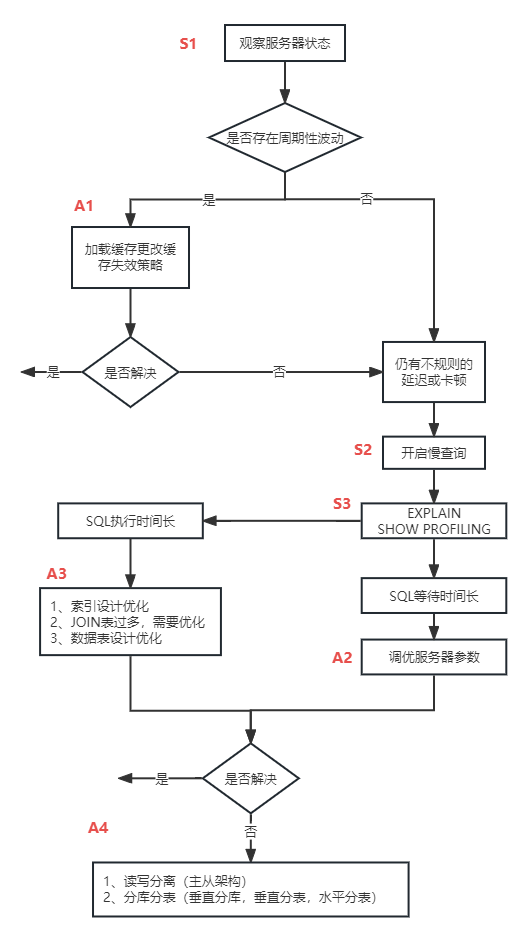 S1
观察服务器状态
是否存在周期性波动
是
否
A1
加载缓存更改缓
存失效策略
是
是否解决
否
仍有不规则的
延迟或卡顿
S2
开启慢查询
S3
EXPLAIN
SHOW PROFILING
SQL执行时间长
A3
1、索引设计优化
2、JOIN表过多，需要优化
3、数据表设计优化
SQL等待时间长
A2
调优服务器参数
是
是否解决
否
A4
1、读写分离（主从架构）
2、分库分表（垂直分库，垂直分表，水平分表）